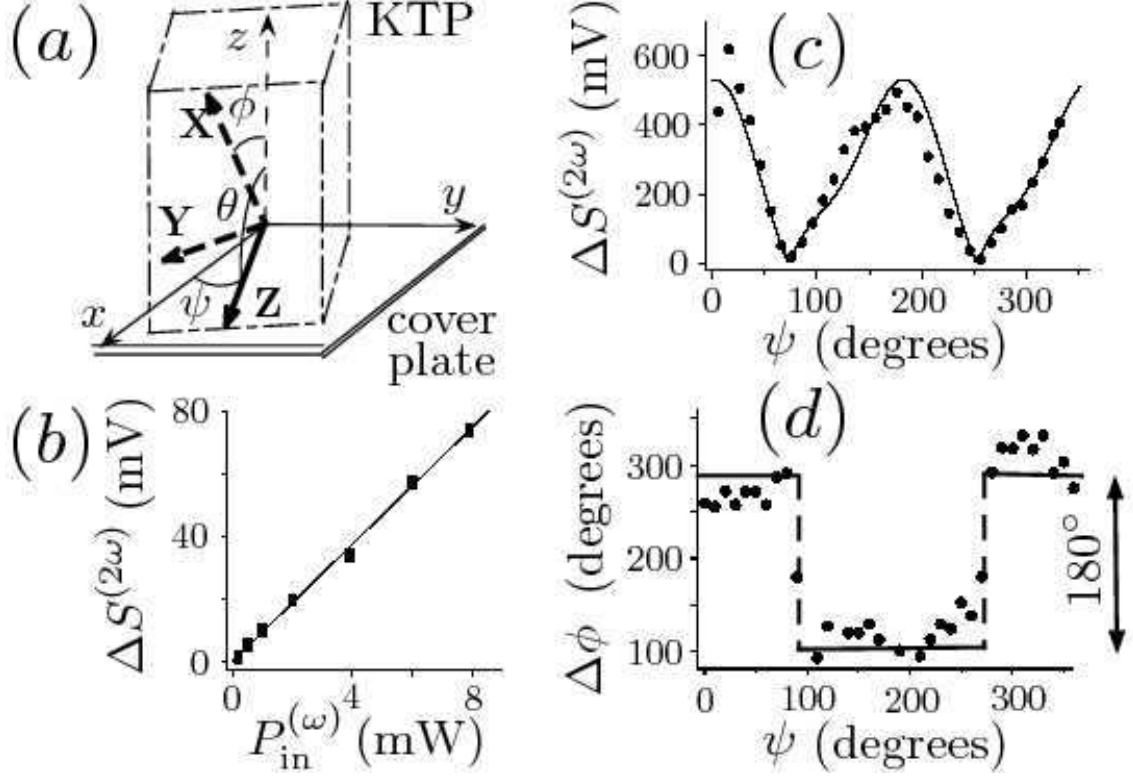 (a)
KTP
z
ϕ
X
θ
Y
y
ψ
Z
x
cover
plate
(b)
ΔS^(2ω) (mV)
80
40
0
0
4
8
P_in^(ω) (mW)
(c)
ΔS^(2ω) (mV)
600
400
200
0
0
100
200
300
ψ (degrees)
(d)
Δϕ (degrees)
300
200
100
0
100
200
300
ψ (degrees)
180°